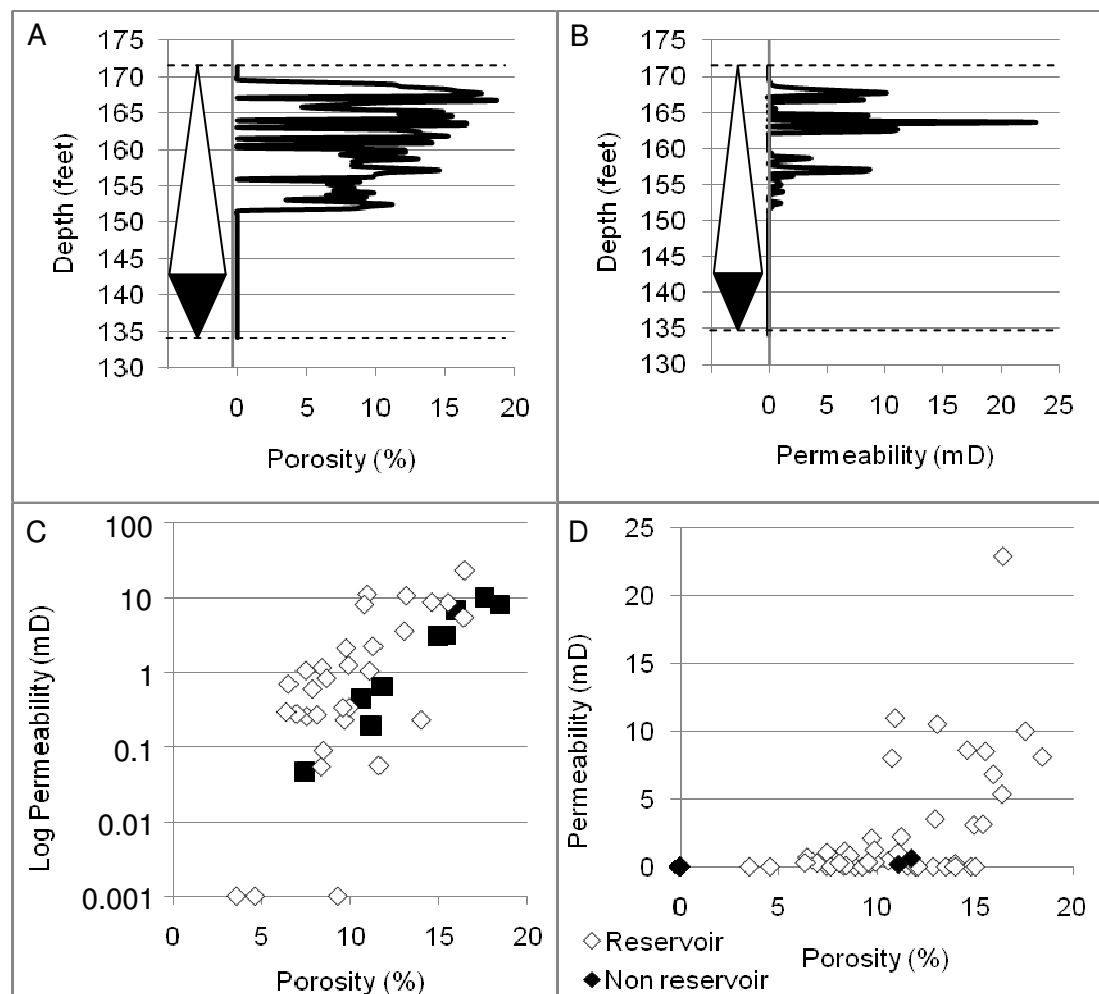 A
175
170
165
160
155
150
145
140
135
130
Depth (feet)
0 5 10 15 20
Porosity (%)
B
175
170
165
160
155
150
145
140
135
130
Depth (feet)
0 5 10 15 20 25
Permeability (mD)
C
100
10
1
0.1
0.01
0.001
Log Permeability (mD)
0 5 10 15 20
Porosity (%)
D
25
20
15
10
5
0
Permeability (mD)
0 5 10 15 20
Porosity (%)
Reservoir
Non reservoir